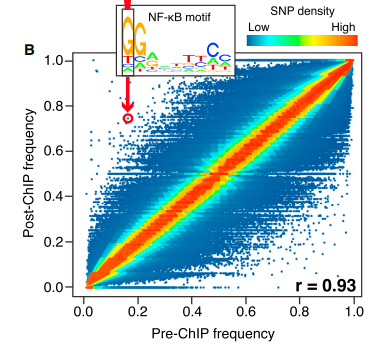 NF-κB motif
SNP density
Low
High
GG
B
1.0
0.8
0.6
0.4
0.2
0.0
Post-ChIP frequency
r = 0.93
0.0 0.2 0.4 0.6 0.8 1.0
Pre-ChIP frequency